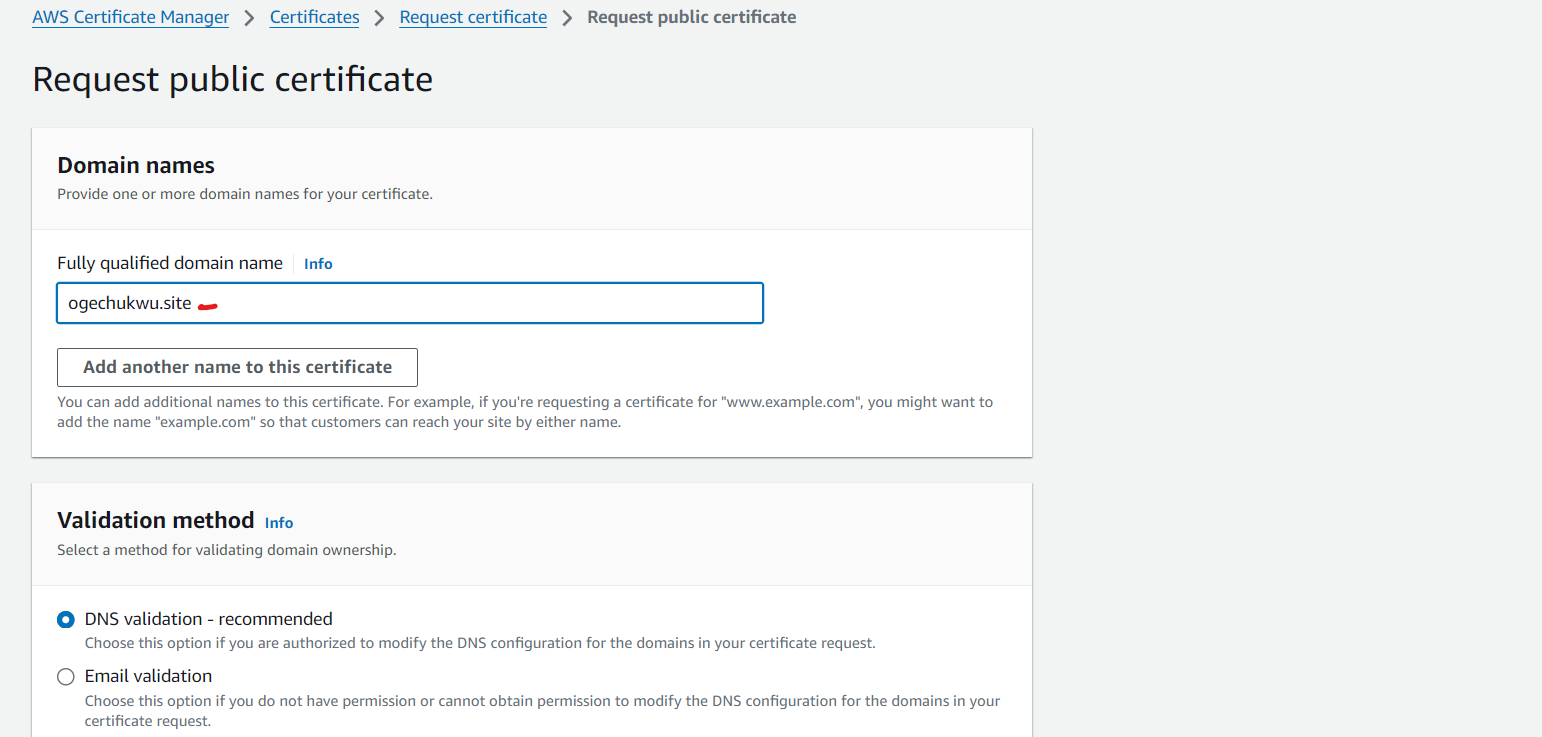 AWS Certificate Manager > Certificates > Request certificate > Request public certificate
Request public certificate
Domain names
Provide one or more domain names for your certificate.
Fully qualified domain name Info
ogechukwu.site
Add another name to this certificate
You can add additional names to this certificate. For example, if you're requesting a certificate for "www.example.com", you might want to
add the name "example.com" so that customers can reach your site by either name.
Validation method Info
Select a method for validating domain ownership.
DNS validation - recommended
Choose this option if you are authorized to modify the DNS configuration for the domains in your certificate request.
Email validation
Choose this option if you do not have permission or cannot obtain permission to modify the DNS configuration for the domains in your
certificate request.